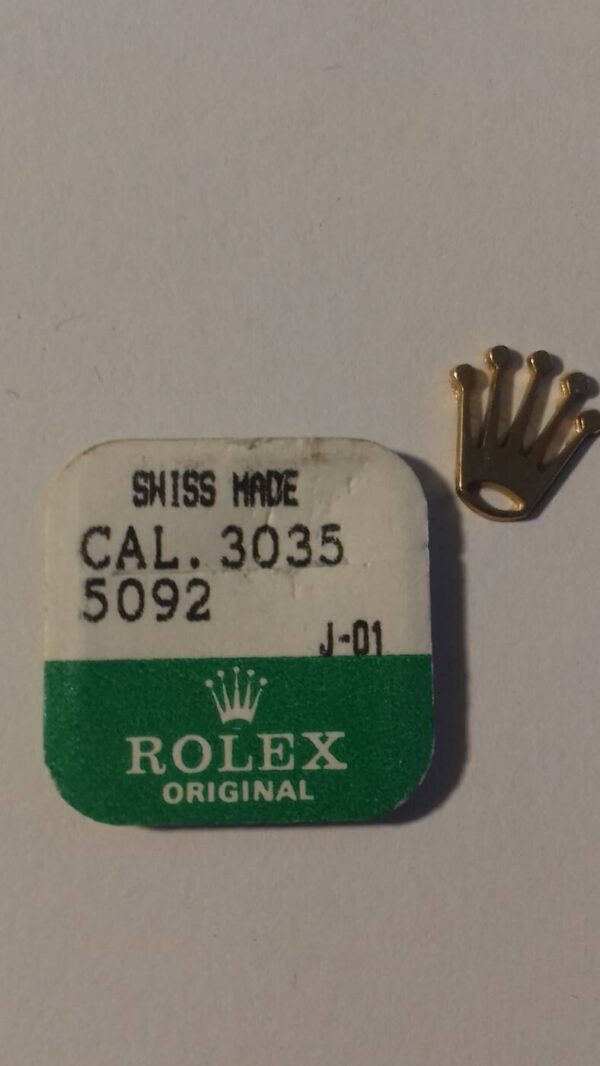 SWISS MADE
CAL. 3035
5092
J-01
ROLEX
ORIGINAL